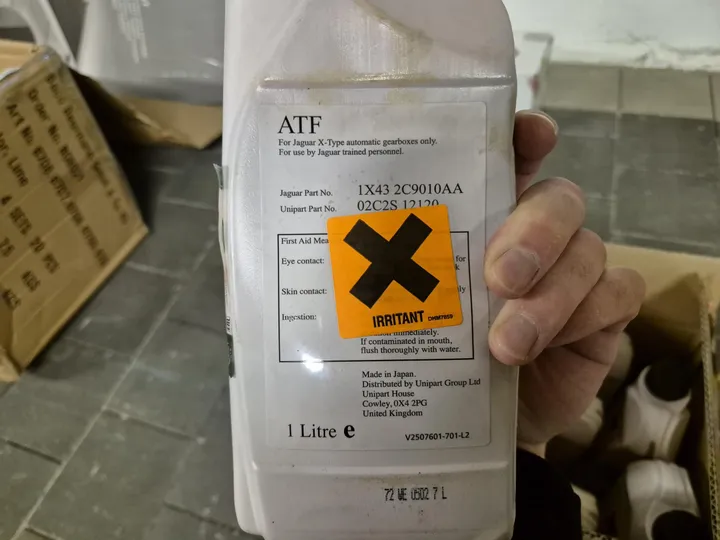 ATF
For Jaguar X-Type automatic gearboxes only.
For use by Jaguar trained personnel.
Jaguar Part No. 1X43 2C9010AA
Unipart Part No. 02C2S 12120
First Aid Mea
Eye contact: for
Skin contact:
Ingestion:
IRRITANT
immediately.
If contaminated in mouth,
flush thoroughly with water.
Made in Japan.
Distributed by Unipart Group Ltd
Unipart House
Cowley, 0X4 2PG
United Kingdom
1 Litre e
V2507601-701-L2
72 WE 0502 7 L